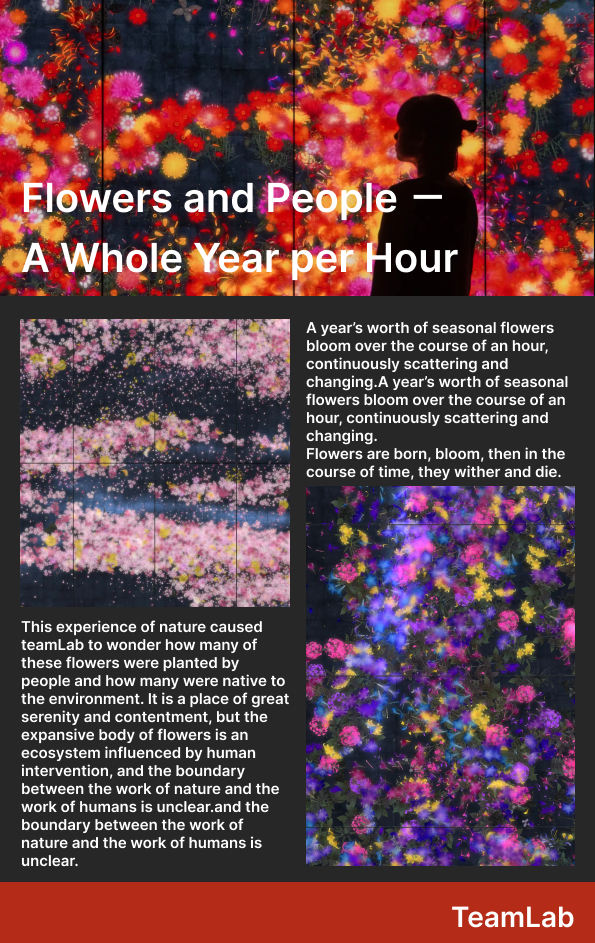 Flowers and People —
A Whole Year per Hour
A year’s worth of seasonal flowers
bloom over the course of an hour,
continuously scattering and
changing.A year’s worth of seasonal
flowers bloom over the course of an
hour, continuously scattering and
changing.
Flowers are born, bloom, then in the
course of time, they wither and die.
This experience of nature caused
teamLab to wonder how many of
these flowers were planted by
people and how many were native to
the environment. It is a place of great
serenity and contentment, but the
expansive body of flowers is an
ecosystem influenced by human
intervention, and the boundary
between the work of nature and the
work of humans is unclear.and the
boundary between the work of
nature and the work of humans is
unclear.
TeamLab